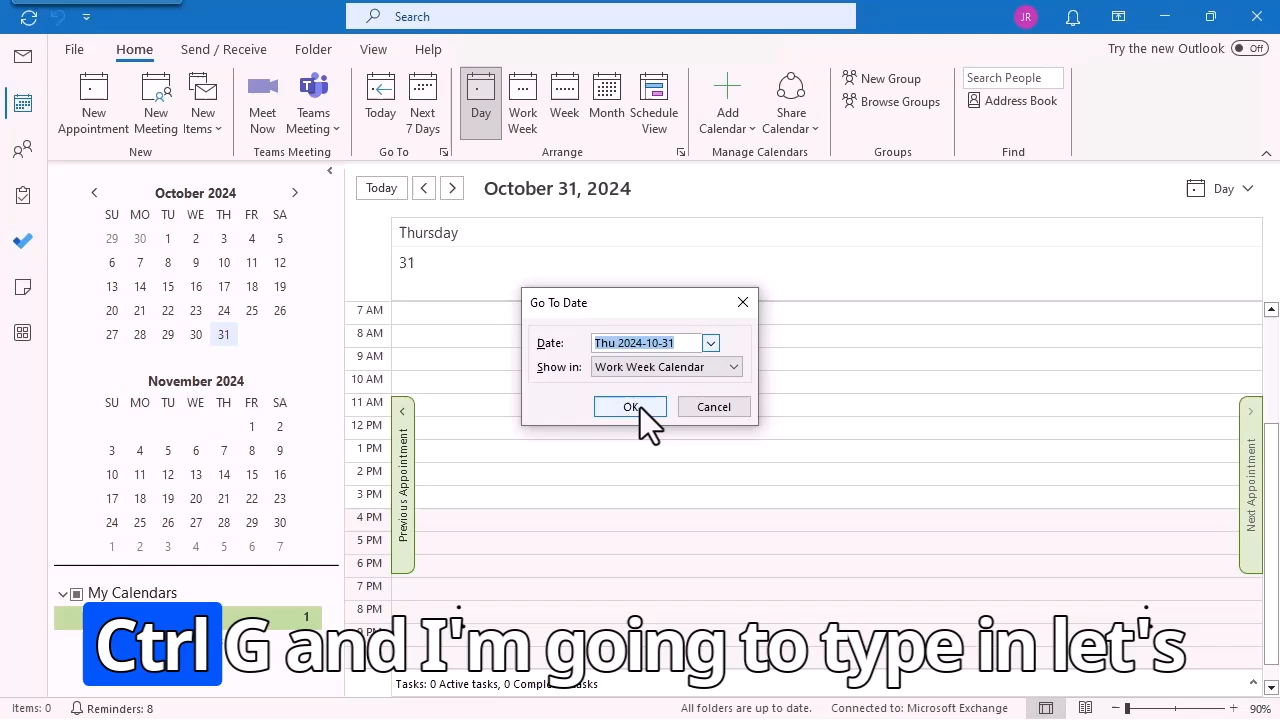 Search
JR
File Home Send / Receive Folder View Help
Try the new Outlook Off
New Appointment
New Meeting
New Items
Meet Now
Teams Meeting
Today
Next 7 Days
Day
Work Week
Week
Month
Schedule View
Add Calendar
Share Calendar
New Group
Browse Groups
Search People
Address Book
New
Teams Meeting
Go To
Arrange
Manage Calendars
Groups
Find
October 2024
SU MO TU WE TH FR SA
29 30 1 2 3 4 5
6 7 8 9 10 11 12
13 14 15 16 17 18 19
20 21 22 23 24 25 26
27 28 29 30 31
November 2024
SU MO TU WE TH FR SA
1 2
3 4 5 6 7 8 9
10 11 12 13 14 15 16
17 18 19 20 21 22 23
24 25 26 27 28 29 30
1 2 3 4 5 6 7
My Calendars
1
Today
October 31, 2024
Day
Thursday
31
7 AM
8 AM
9 AM
10 AM
11 AM
12 PM
1 PM
2 PM
3 PM
4 PM
5 PM
6 PM
7 PM
8 PM
Previous Appointment
Next Appointment
Go To Date
Date: Thu 2024-10-31
Show in: Work Week Calendar
OK Cancel
Ctrl G and I'm going to type in let's
Tasks: 0 Active tasks, 0 Comple tasks
Items: 0 Reminders: 8
All folders are up to date. Connected to: Microsoft Exchange
90%